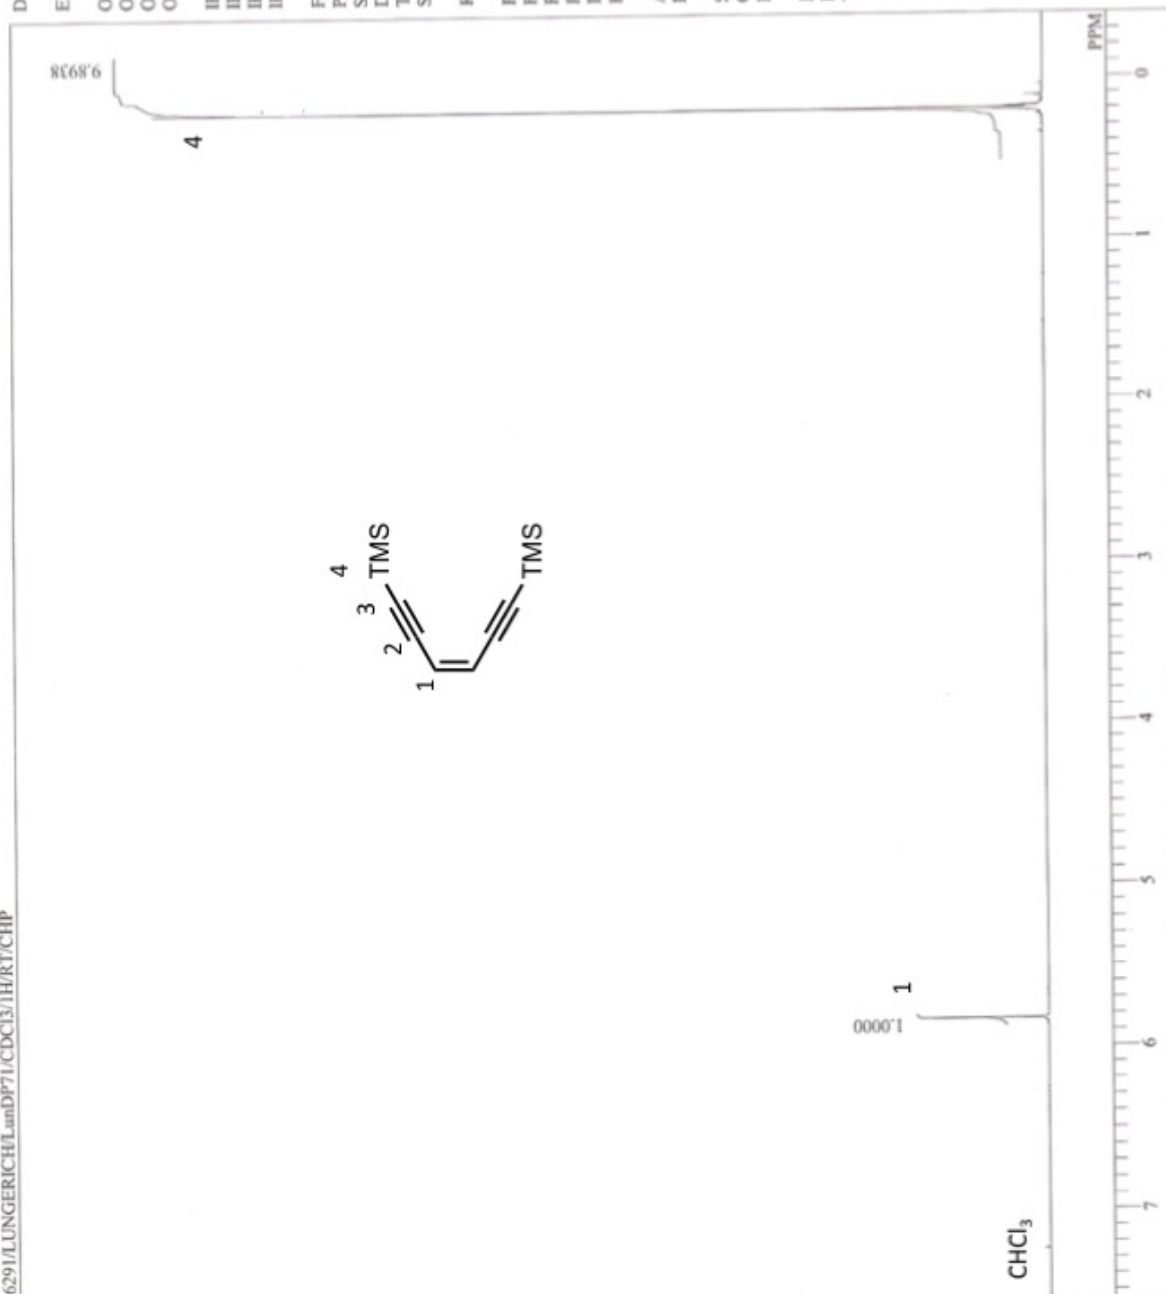 6291/LUNGERICH/LunDP71/CDCl3/1H/RT/CHP
9.8938
4
4
3
TMS
2
1
TMS
1.0000
1
CHCl₃
PPM
7 6 5 4 3 2 1 0